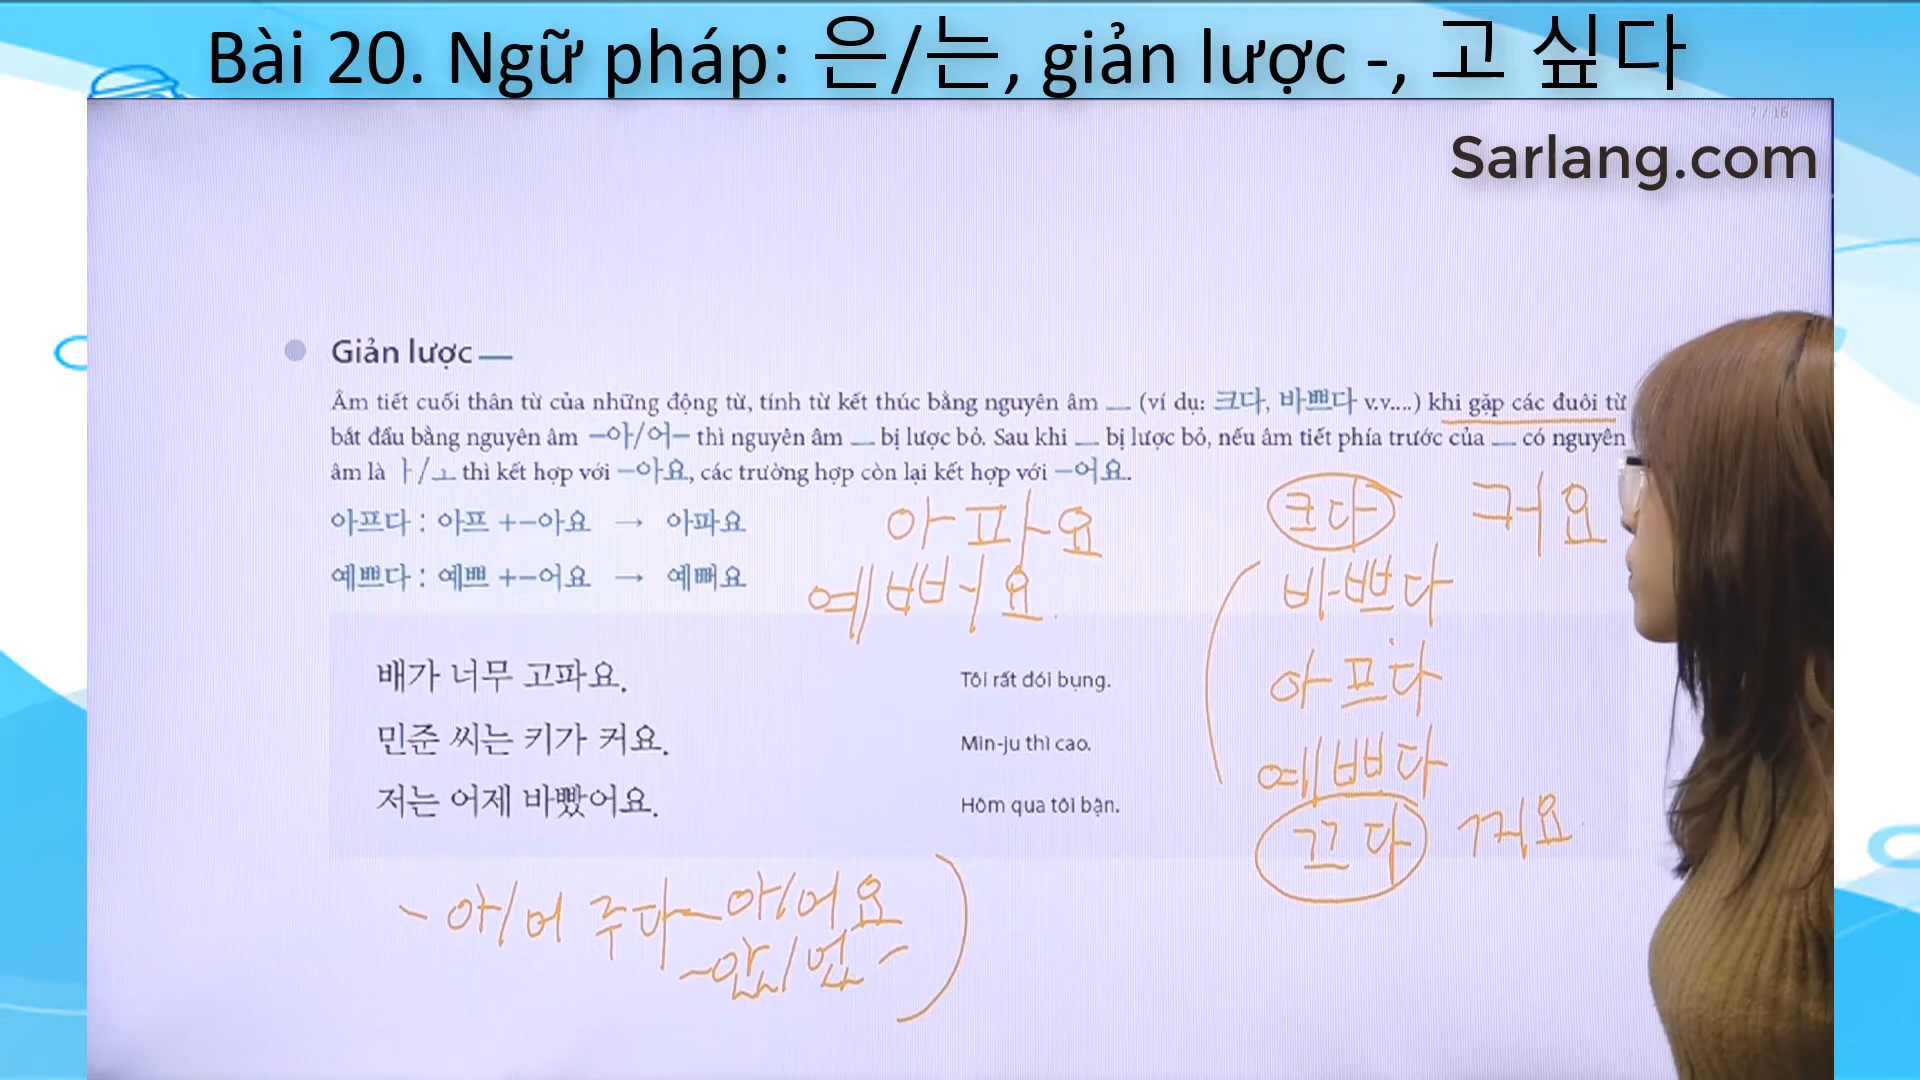 Bài 20. Ngữ pháp: 은/는, giản lược -, 고 싶다
7 / 16
Sarlang.com
Giản lược ㅡ
Âm tiết cuối thân từ của những động từ, tính từ kết thúc bằng nguyên âm ㅡ (ví dụ: 크다, 바쁘다 v.v....) khi gặp các đuôi từ
bắt đầu bằng nguyên âm –아/어– thì nguyên âm ㅡ bị lược bỏ. Sau khi ㅡ bị lược bỏ, nếu âm tiết phía trước của ㅡ có nguyên
âm là ㅏ/ㅗ thì kết hợp với –아요, các trường hợp còn lại kết hợp với –어요.
아프다 : 아프 +–아요 → 아파요
예쁘다 : 예쁘 +–어요 → 예뻐요
아파요
예뻐요
크다 커요
바쁘다
아프다
예쁘다
끄다 꺼요
배가 너무 고파요. Tôi rất đói bụng.
민준 씨는 키가 커요. Min-ju thì cao.
저는 어제 바빴어요. Hôm qua tôi bận.
~아/어 주다 ~아/어요
~았/었~